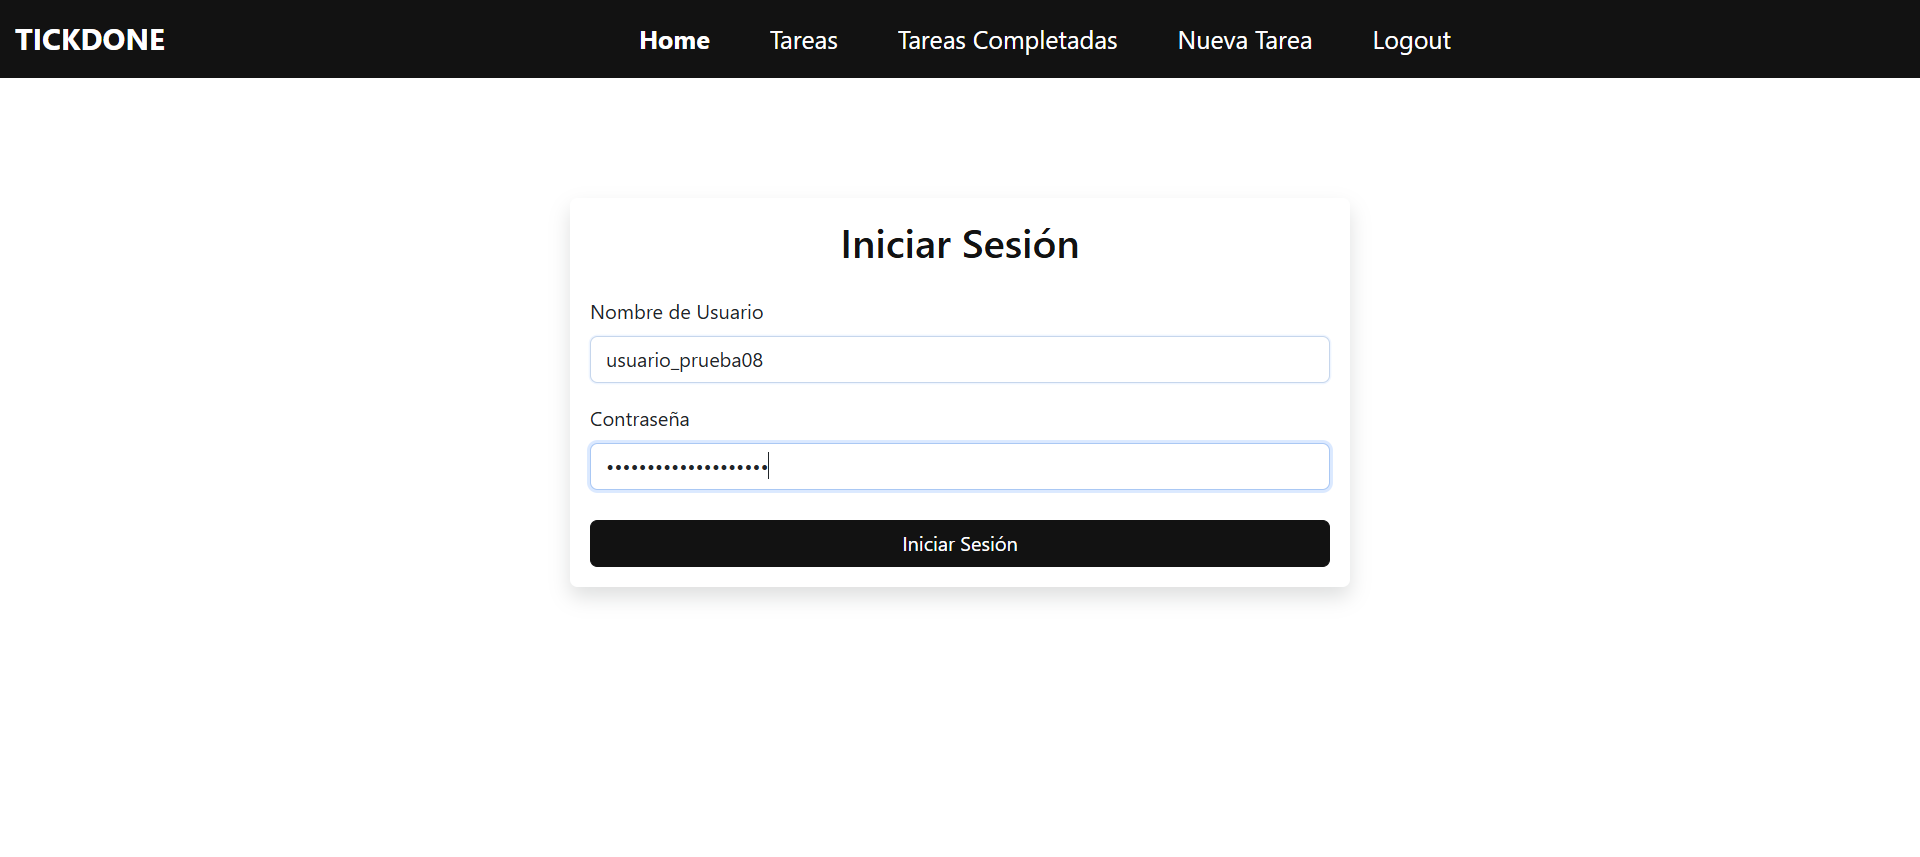 TICKDONE Home Tareas Tareas Completadas Nueva Tarea Logout
Iniciar Sesión
Nombre de Usuario
usuario_prueba08
Contraseña
••••••••••••••••••••
Iniciar Sesión